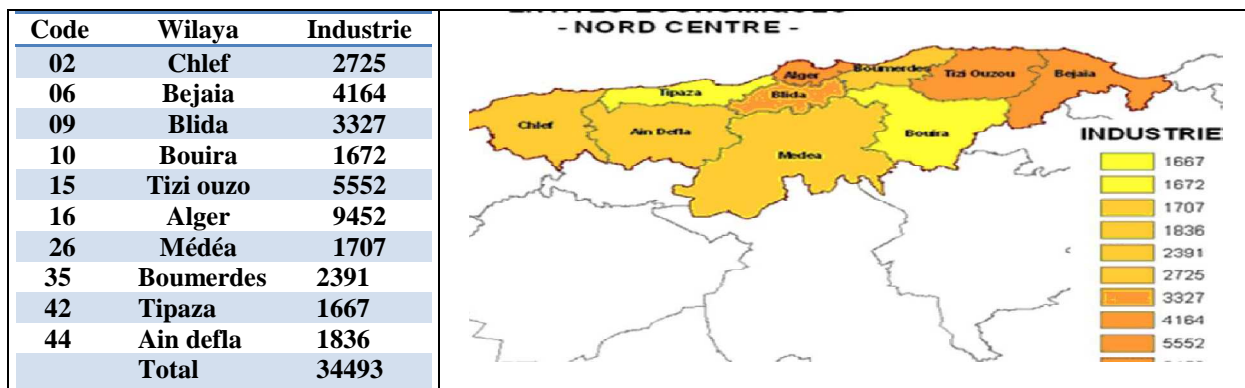 Code Wilaya Industrie
02 Chlef 2725
06 Bejaia 4164
09 Blida 3327
10 Bouira 1672
15 Tizi ouzo 5552
16 Alger 9452
26 Médéa 1707
35 Boumerdes 2391
42 Tipaza 1667
44 Ain defla 1836
Total 34493
- NORD CENTRE -
Boumerdes
Alger
Tizi Ouzou
Bejaia
Tipaza
Blida
Chlef
Ain Defla
Bouira
Medea
INDUSTRIE
1667
1672
1707
1836
2391
2725
3327
4164
5552